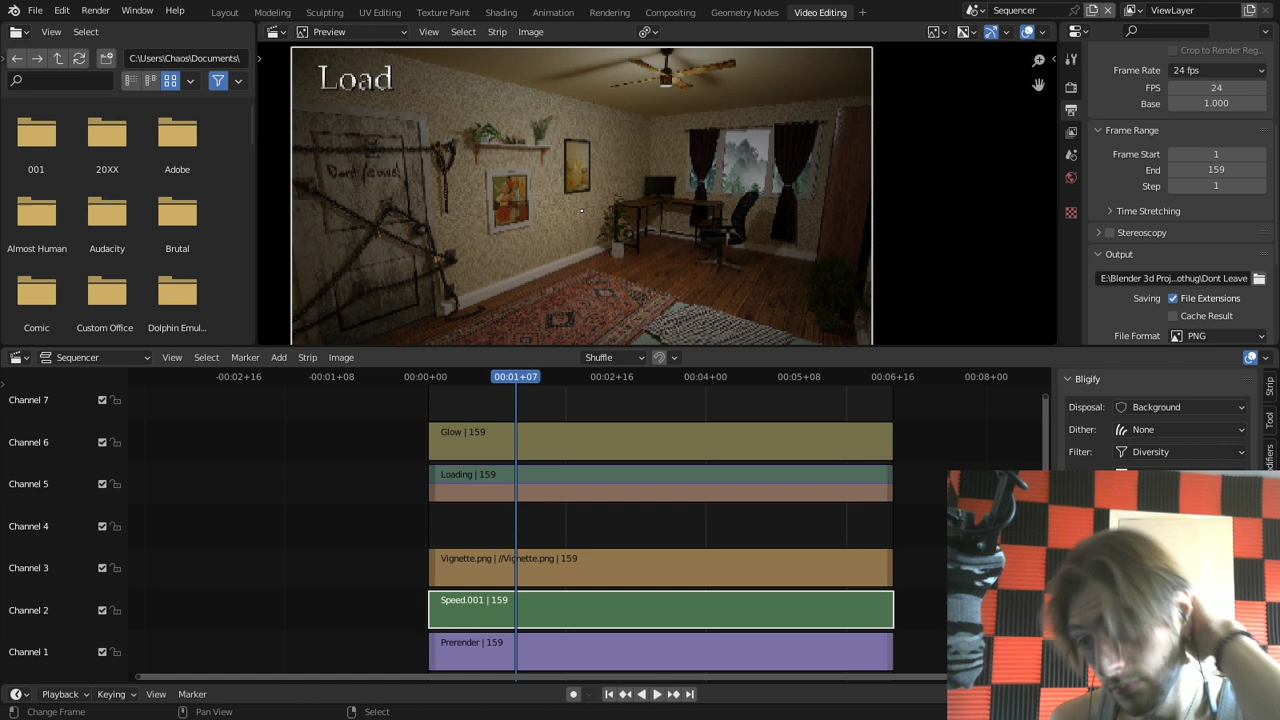 File Edit Render Window Help Layout Modeling Sculpting UV Editing Texture Paint Shading Animation Rendering Compositing Geometry Nodes Video Editing Sequencer ViewLayer
View Select Preview View Select Strip Image
C:\Users\Chaos\Documents\
Crop to Render Reg...
Frame Rate 24 fps
FPS 24
Base 1.000
Frame Range
Frame Start 1
End 159
Step 1
Time Stretching
Stereoscopy
Output
E:\Blender 3d Proj...othug\Dont Leave
Saving File Extensions
Cache Result
File Format PNG
001 20XX Adobe
Almost Human Audacity Brutal
Comic Custom Office Dolphin Emul...
Load
Dont leave!
Sequencer View Select Marker Add Strip Image Shuffle
-00:02+16 -00:01+08 00:00+00 00:01+07 00:02+16 00:04+00 00:05+08 00:06+16 00:08+00
Channel 7
Channel 6 Glow | 159
Channel 5 Loading | 159
Channel 4
Channel 3 Vignette.png | //Vignette.png | 159
Channel 2 Speed.001 | 159
Channel 1 Prerender | 159
Bligify
Disposal: Background
Dither: None
Filter: Diversity
Strip
Tool
Playback Keying View Marker
Change Frame Pan View Select